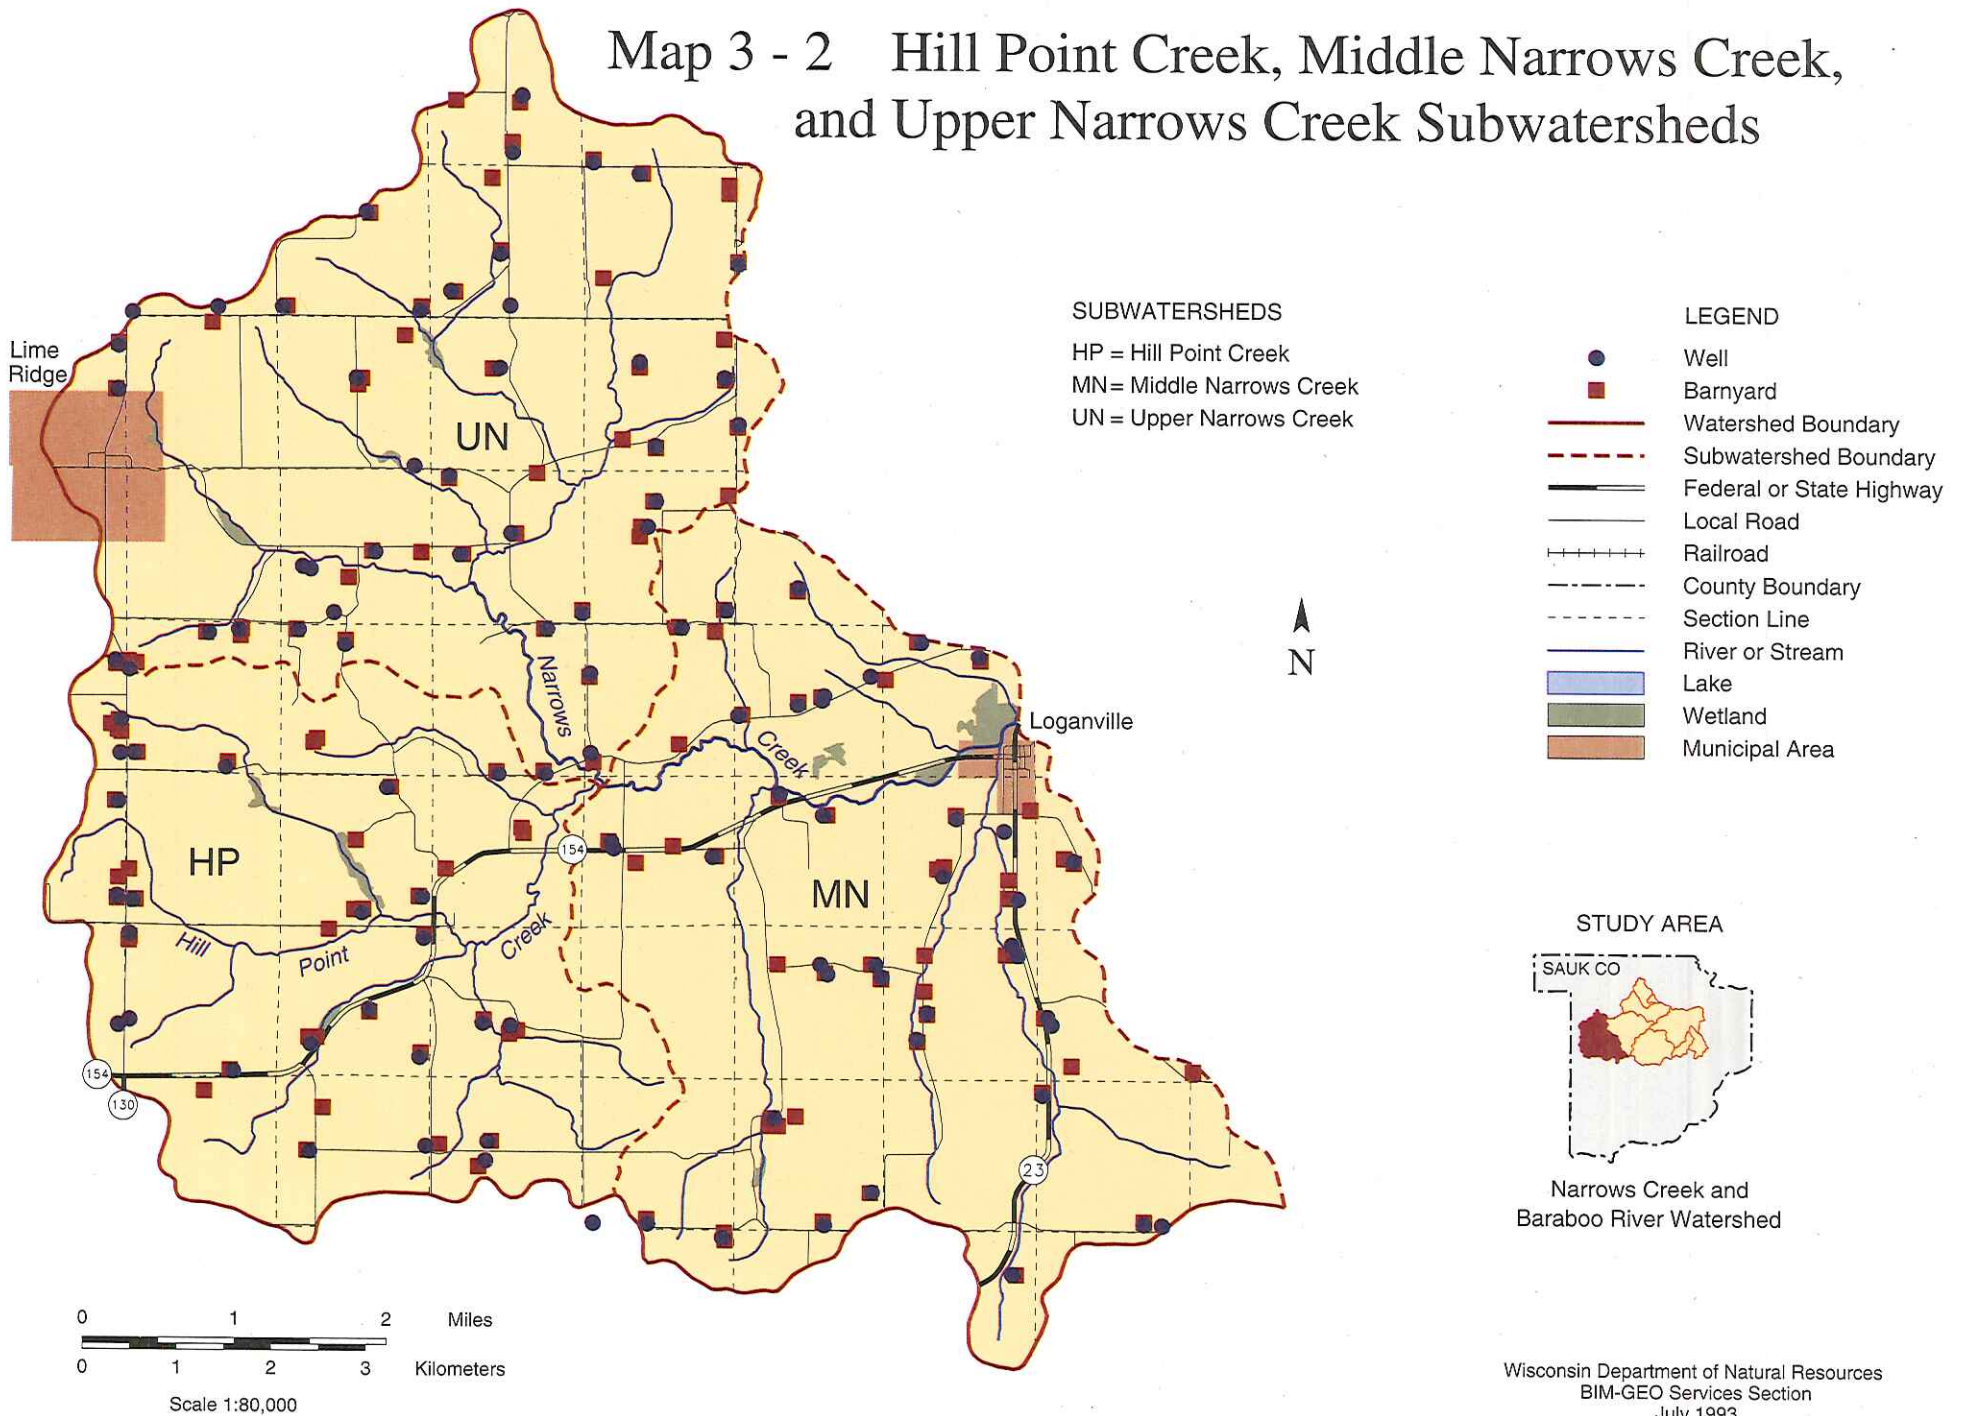 Map 3 - 2 Hill Point Creek, Middle Narrows Creek,
and Upper Narrows Creek Subwatersheds
SUBWATERSHEDS
HP = Hill Point Creek
MN= Middle Narrows Creek
UN = Upper Narrows Creek
LEGEND
Well
Barnyard
Watershed Boundary
Subwatershed Boundary
Federal or State Highway
Local Road
Railroad
County Boundary
Section Line
River or Stream
Lake
Wetland
Municipal Area
Lime
Ridge
UN
N
Narrows
Creek
Loganville
154
HP
MN
Hill
Point
Creek
154
130
23
STUDY AREA
SAUK CO
Narrows Creek and
Baraboo River Watershed
0 1 2 Miles
0 1 2 3 Kilometers
Scale 1:80,000
Wisconsin Department of Natural Resources
BIM-GEO Services Section
July 1993